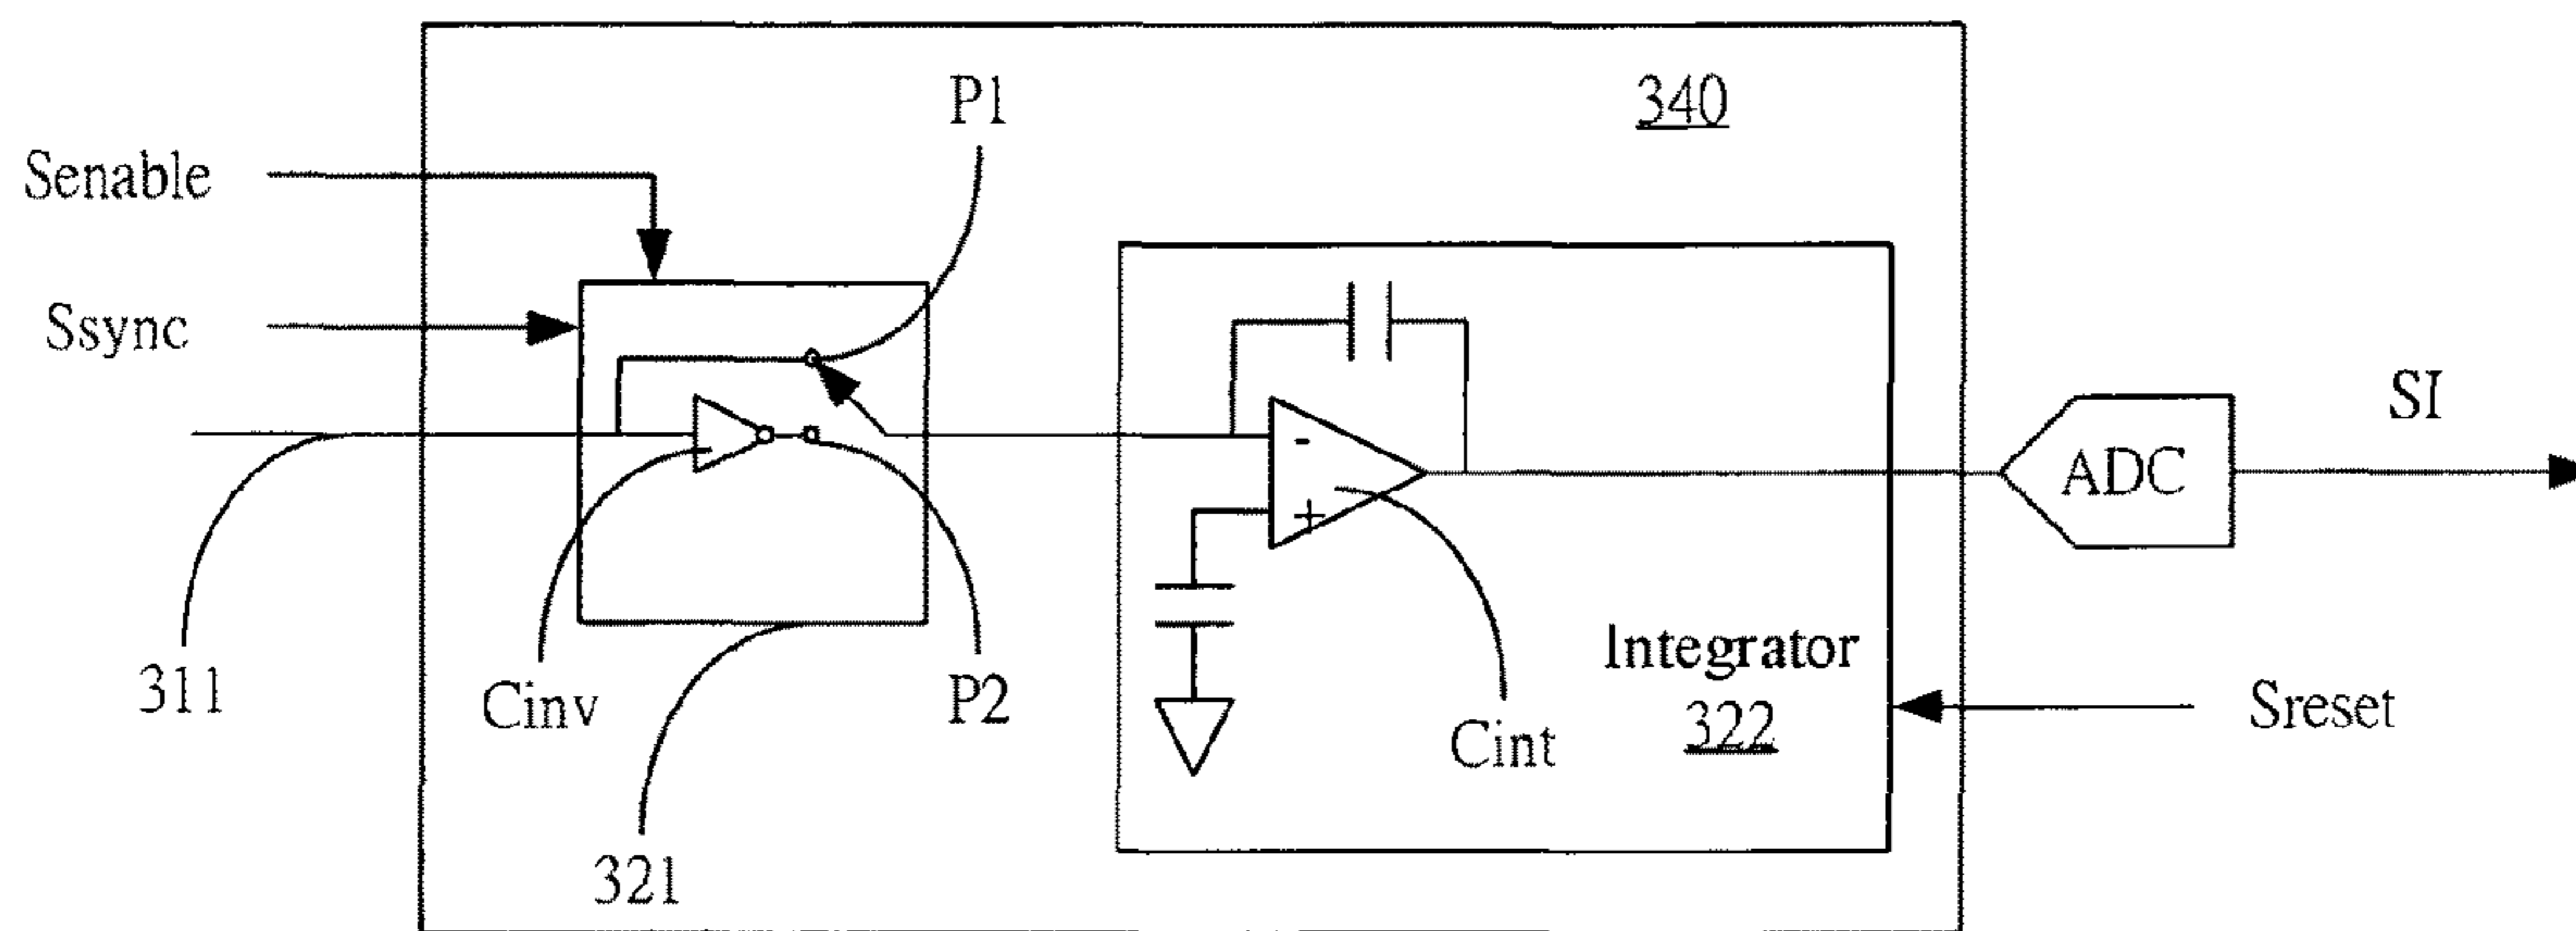 340
P1
Senable
Ssync
SI
ADC
-
+
311
Cinv
P2
Integrator
322
Cint
Sreset
321